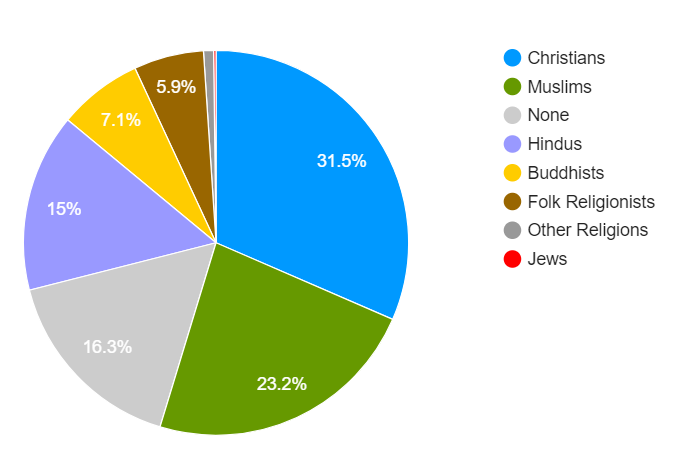 31.5%
23.2%
16.3%
15%
7.1%
5.9%
Christians
Muslims
None
Hindus
Buddhists
Folk Religionists
Other Religions
Jews